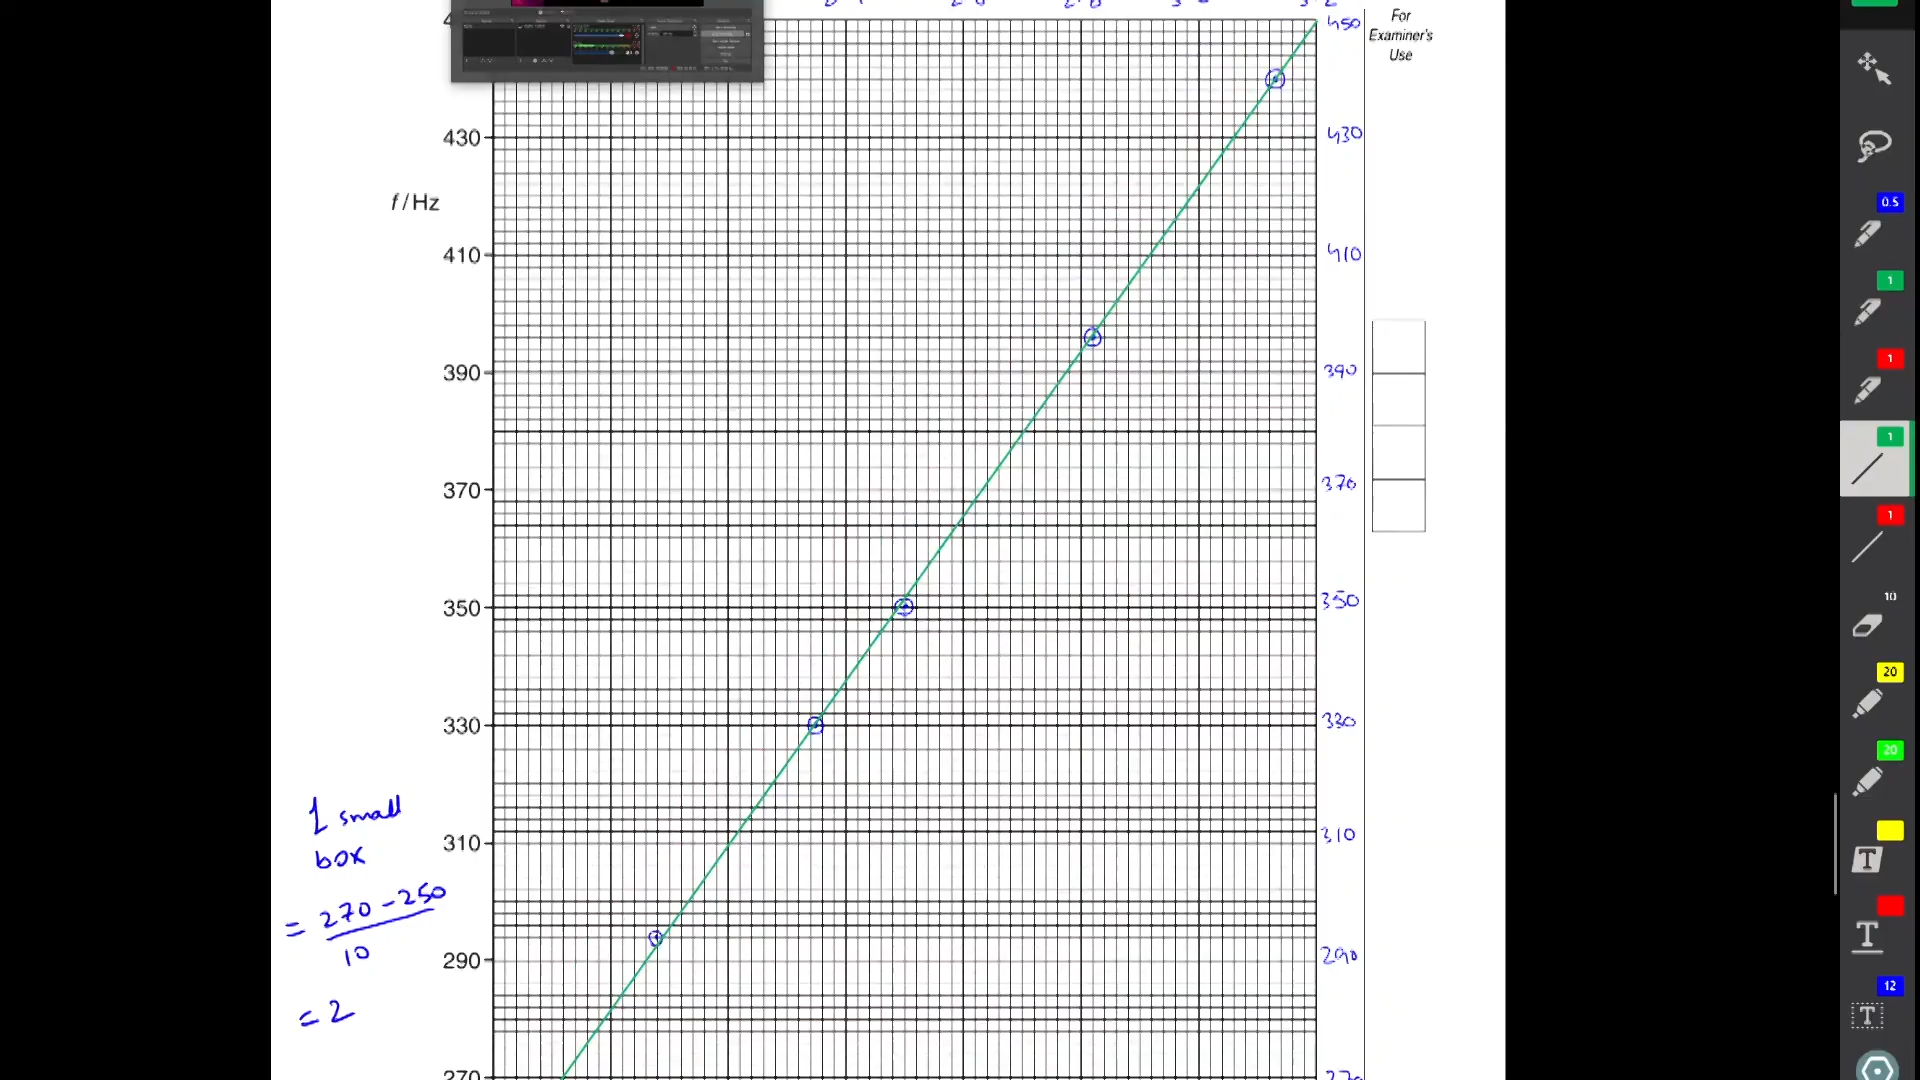 450
For
Examiner's
Use
430
430
f / Hz
410
410
390
390
370
370
350
350
330
330
1 small
box
310
310
= 270 - 250
10
290
290
= 2
270
0.5
1
1
1
1
10
20
20
T
T
12
T